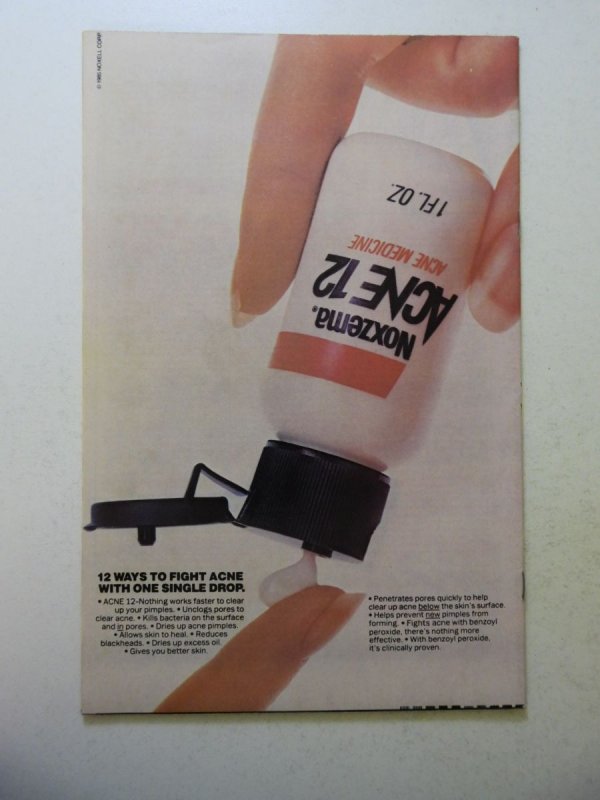 © 1985 NOXELL CORP.
1 FL. OZ.
ACNE MEDICINE
ACNE 12
Noxzema®
12 WAYS TO FIGHT ACNE
WITH ONE SINGLE DROP.
• ACNE 12-Nothing works faster to clear
up your pimples. • Unclogs pores to
clear acne. • Kills bacteria on the surface
and in pores. • Dries up acne pimples.
• Allows skin to heal. • Reduces
blackheads. • Dries up excess oil.
• Gives you better skin.
• Penetrates pores quickly to help
clear up acne below the skin's surface.
• Helps prevent new pimples from
forming. • Fights acne with benzoyl
peroxide, there's nothing more
effective. • With benzoyl peroxide,
it's clinically proven.